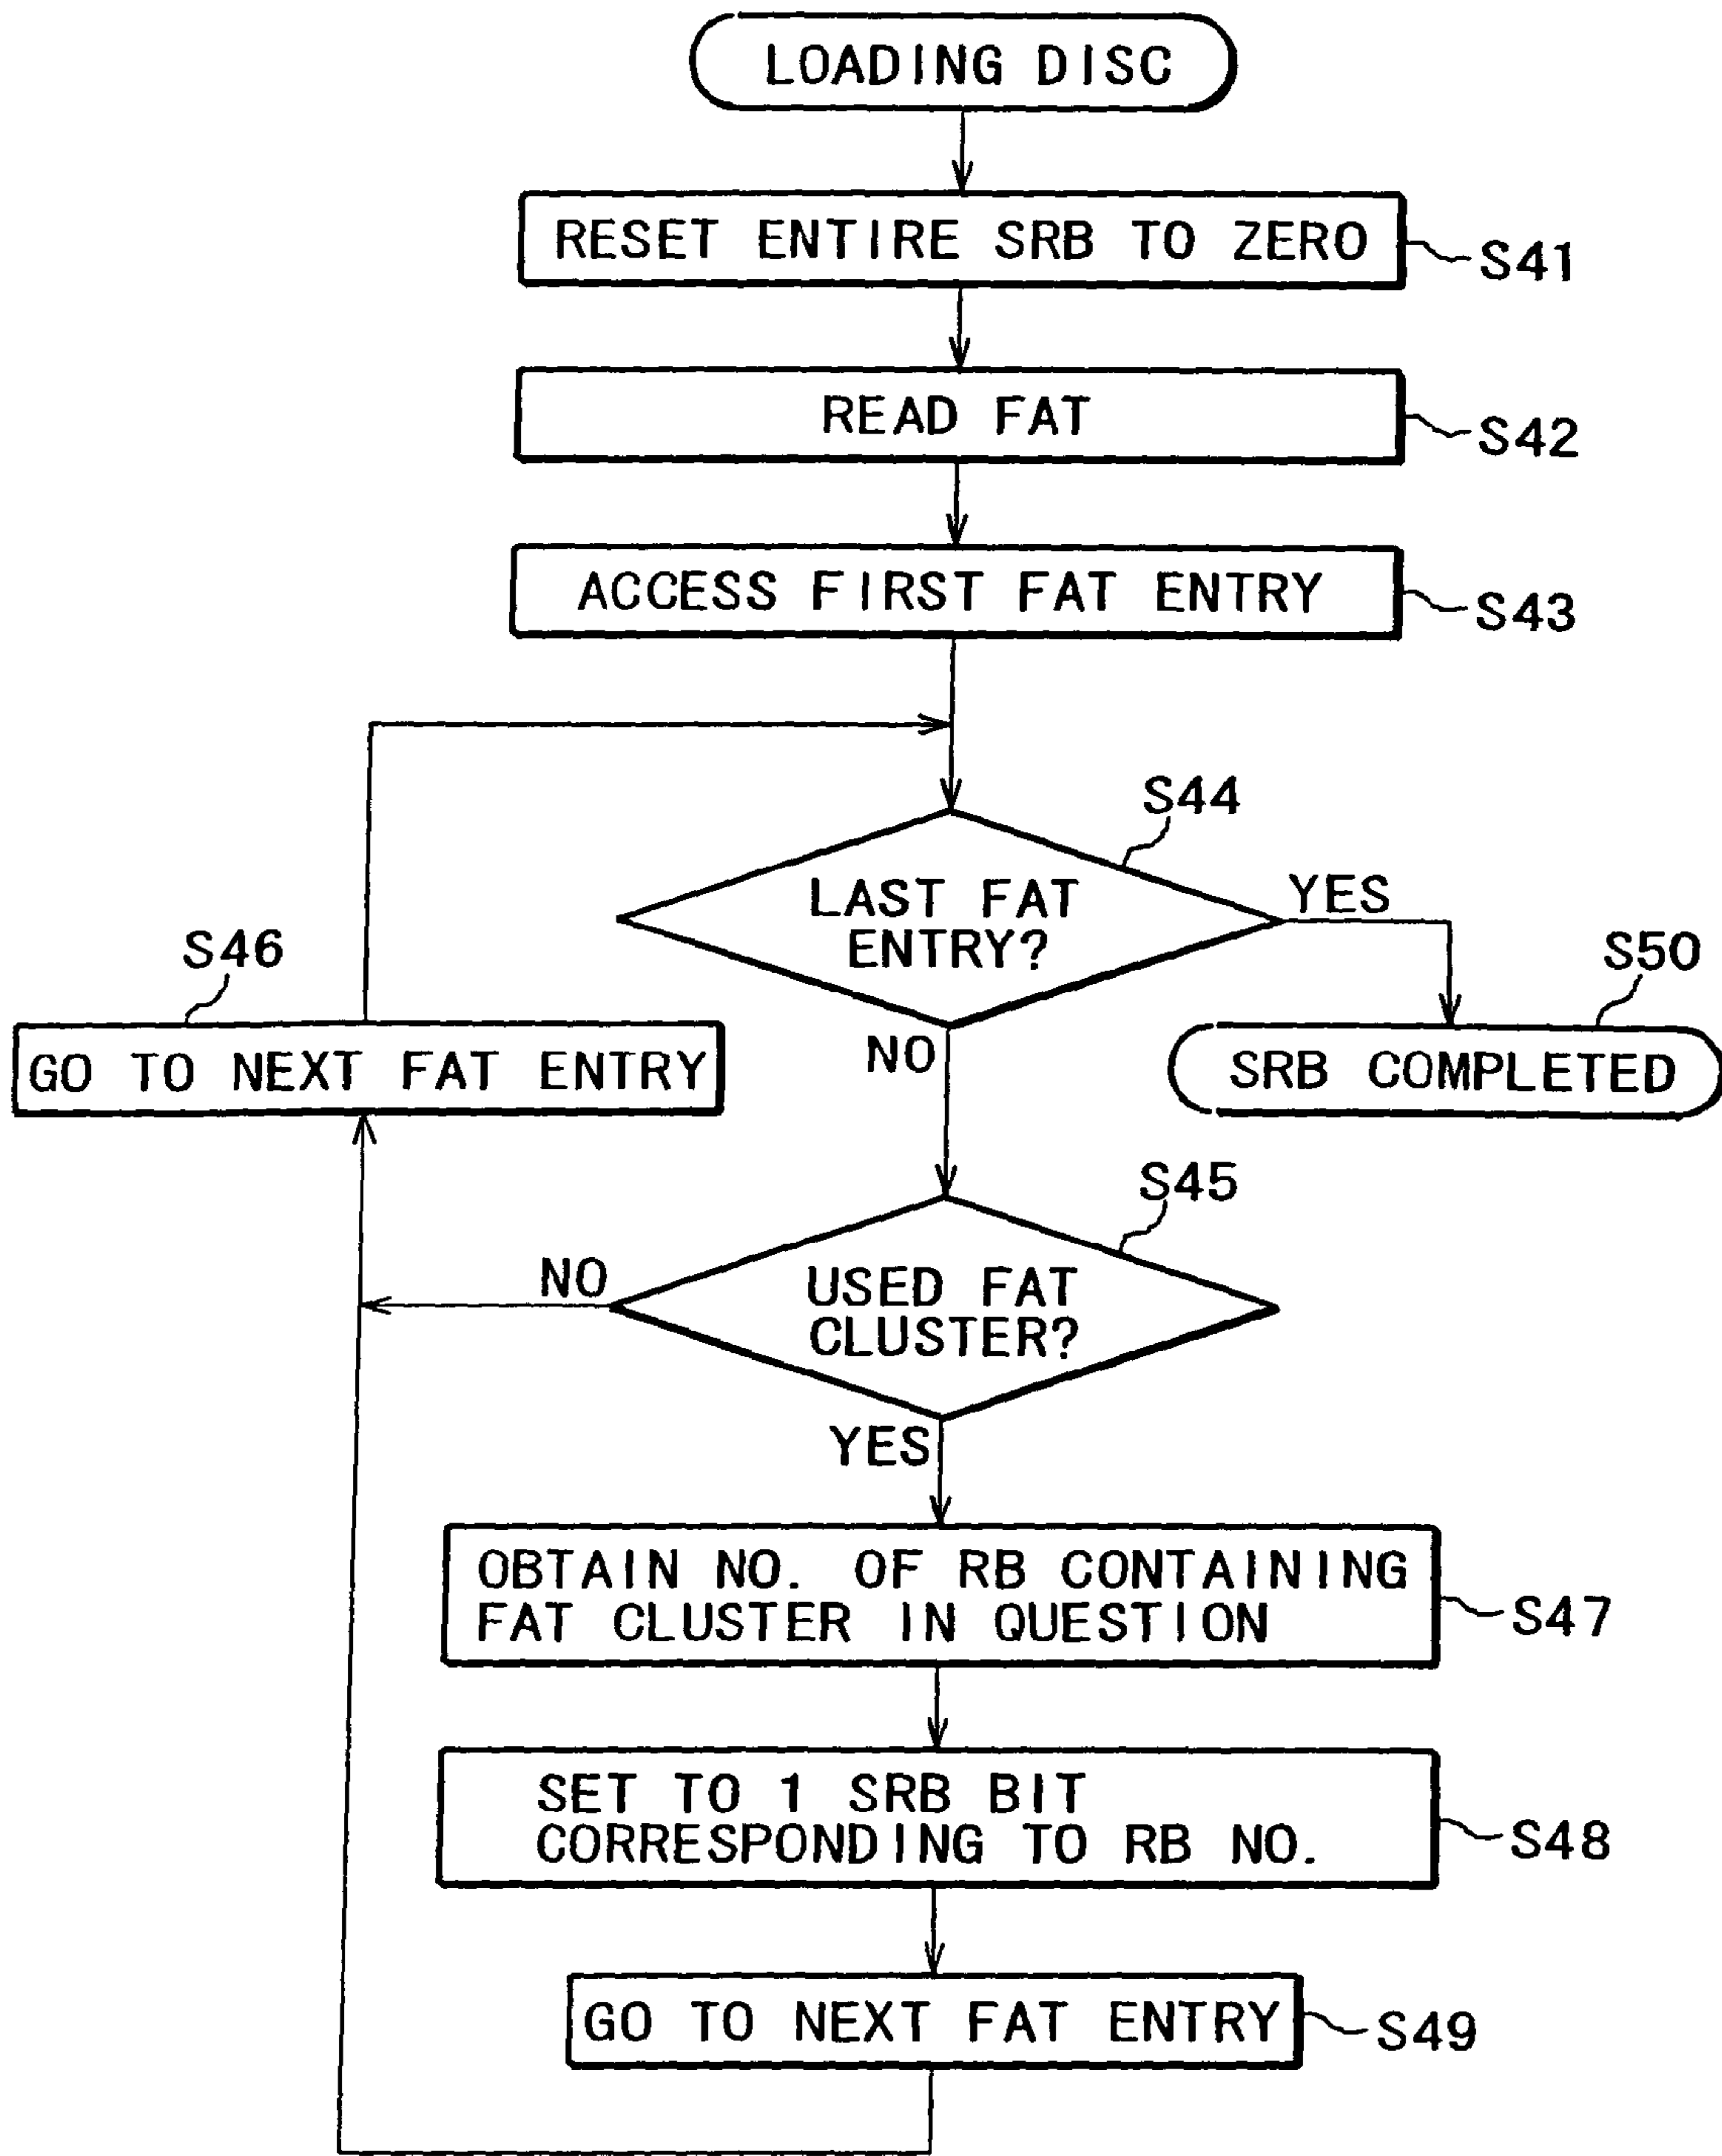 LOADING DISC
RESET ENTIRE SRB TO ZERO
S41
READ FAT
S42
ACCESS FIRST FAT ENTRY
S43
S44
LAST FAT
ENTRY?
YES
NO
S46
GO TO NEXT FAT ENTRY
S50
SRB COMPLETED
S45
USED FAT
CLUSTER?
NO
YES
OBTAIN NO. OF RB CONTAINING
FAT CLUSTER IN QUESTION
S47
SET TO 1 SRB BIT
CORRESPONDING TO RB NO.
S48
GO TO NEXT FAT ENTRY
S49